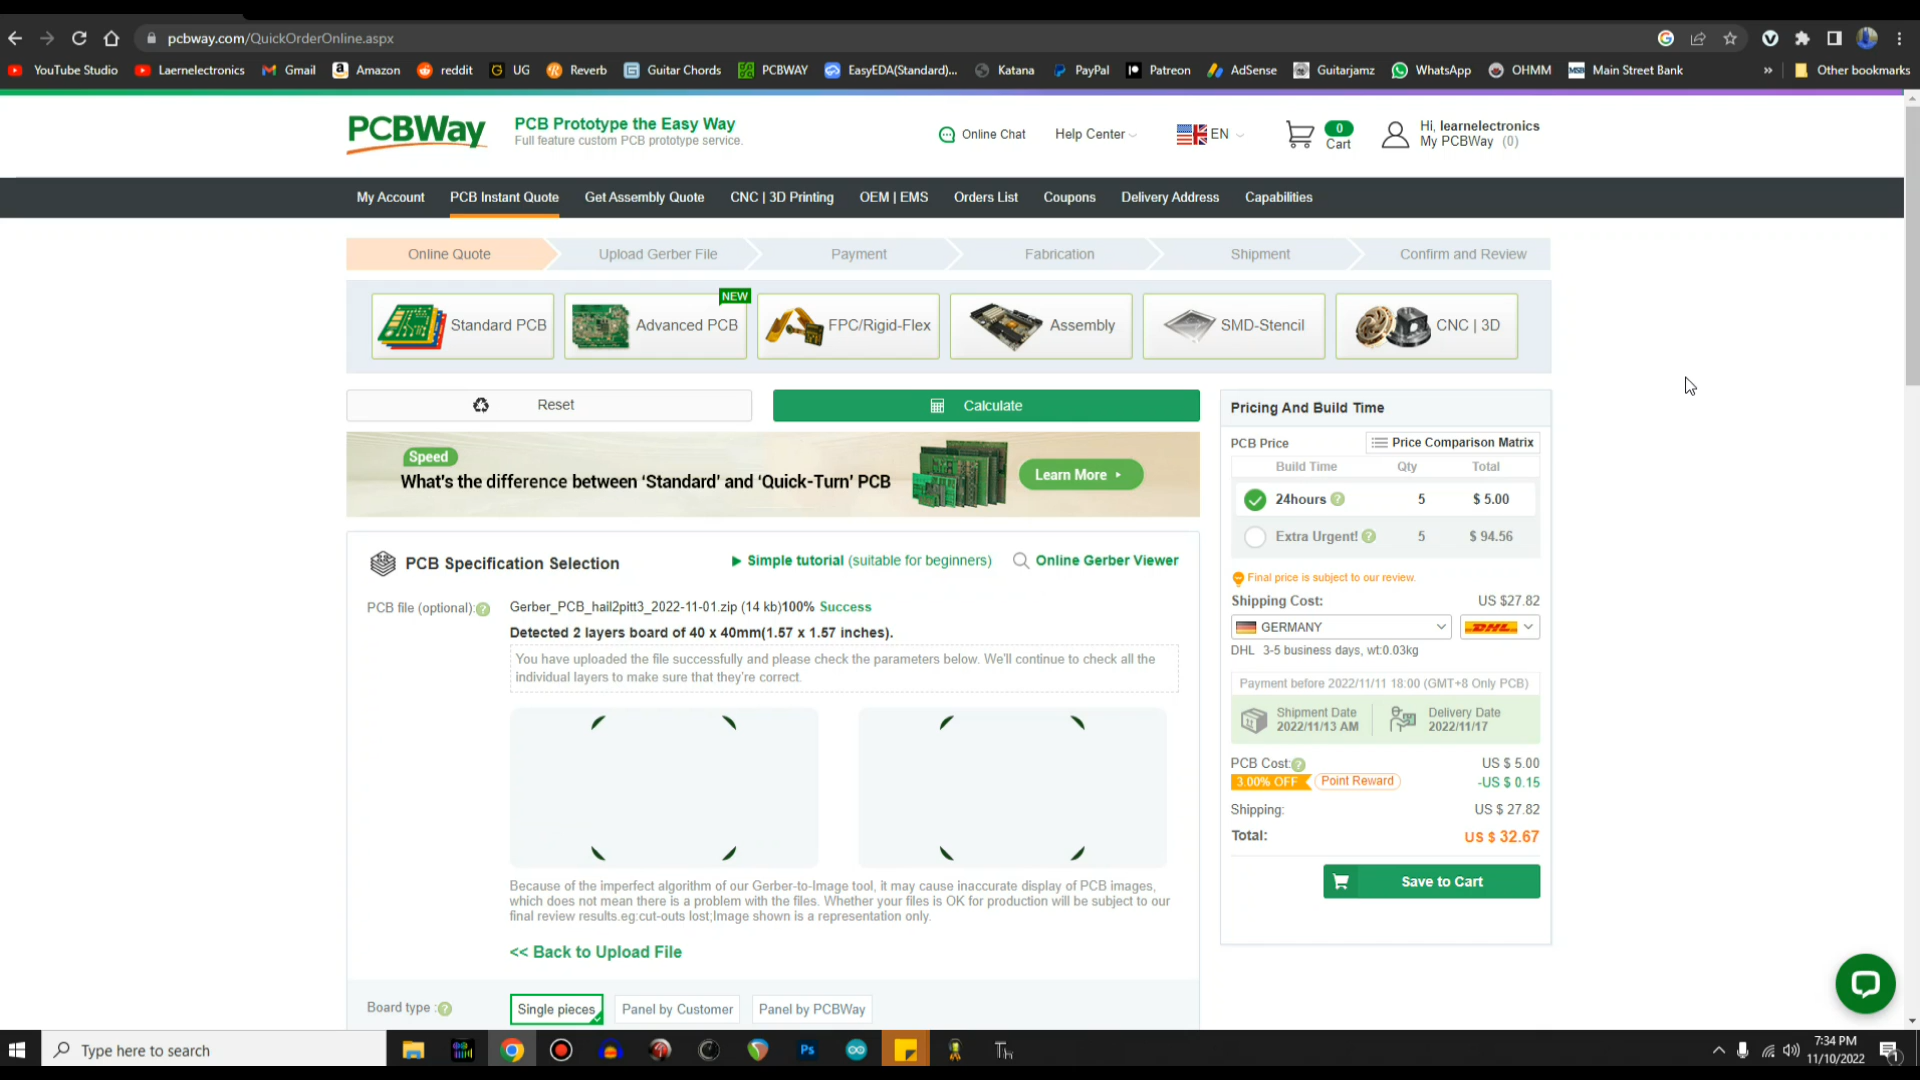 pcbway.com/QuickOrderOnline.aspx
YouTube Studio Laernelectronics Gmail Amazon reddit UG Reverb Guitar Chords PCBWAY EasyEDA(Standard)... Katana PayPal Patreon AdSense Guitarjamz WhatsApp OHMM Main Street Bank » Other bookmarks
PCBWay
PCB Prototype the Easy Way
Full feature custom PCB prototype service.
Online Chat
Help Center
EN
0
Cart
Hi, learnelectronics
My PCBWay (0)
My Account PCB Instant Quote Get Assembly Quote CNC | 3D Printing OEM | EMS Orders List Coupons Delivery Address Capabilities
Online Quote Upload Gerber File Payment Fabrication Shipment Confirm and Review
NEW
Standard PCB Advanced PCB FPC/Rigid-Flex Assembly SMD-Stencil CNC | 3D
Reset
Calculate
Speed
What's the difference between ‘Standard’ and ‘Quick-Turn’ PCB
Learn More
PCB Specification Selection
Simple tutorial (suitable for beginners)
Online Gerber Viewer
PCB file (optional):
Gerber_PCB_hail2pitt3_2022-11-01.zip (14 kb)100% Success
Detected 2 layers board of 40 x 40mm(1.57 x 1.57 inches).
You have uploaded the file successfully and please check the parameters below. We'll continue to check all the
individual layers to make sure that they're correct.
Because of the imperfect algorithm of our Gerber-to-Image tool, it may cause inaccurate display of PCB images,
which does not mean there is a problem with the files. Whether your files is OK for production will be subject to our
final review results.eg:cut-outs lost;Image shown is a representation only.
<< Back to Upload File
Board type :
Single pieces Panel by Customer Panel by PCBWay
Pricing And Build Time
PCB Price
Price Comparison Matrix
Build Time Qty Total
24hours 5 $ 5.00
Extra Urgent! 5 $ 94.56
Final price is subject to our review.
Shipping Cost: US $27.82
GERMANY DHL
DHL 3-5 business days, wt:0.03kg
Payment before 2022/11/11 18:00 (GMT+8 Only PCB)
Shipment Date
2022/11/13 AM
Delivery Date
2022/11/17
PCB Cost: US $ 5.00
3.00% OFF Point Reward -US $ 0.15
Shipping: US $ 27.82
Total: US $ 32.67
Save to Cart
Type here to search
Ps
Th
7:34 PM
11/10/2022
1